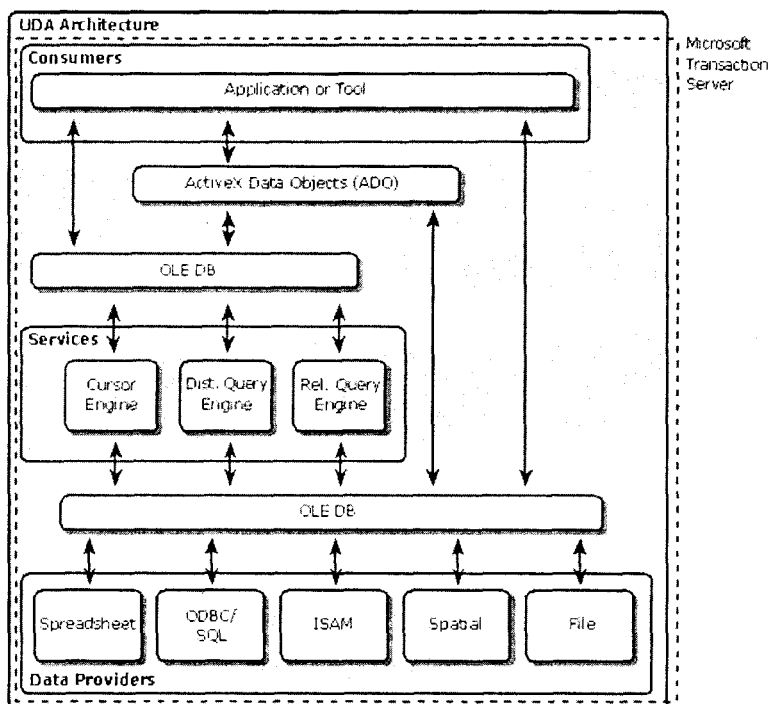 UDA Architecture
Microsoft
Transaction
Server
Consumers
Application or Tool
ActiveX Data Objects (ADO)
OLE DB
Services
Cursor
Engine
Dist. Query
Engine
Rel. Query
Engine
OLE DB
Spreadsheet
ODBC/
SQL
ISAM
Spatial
File
Data Providers